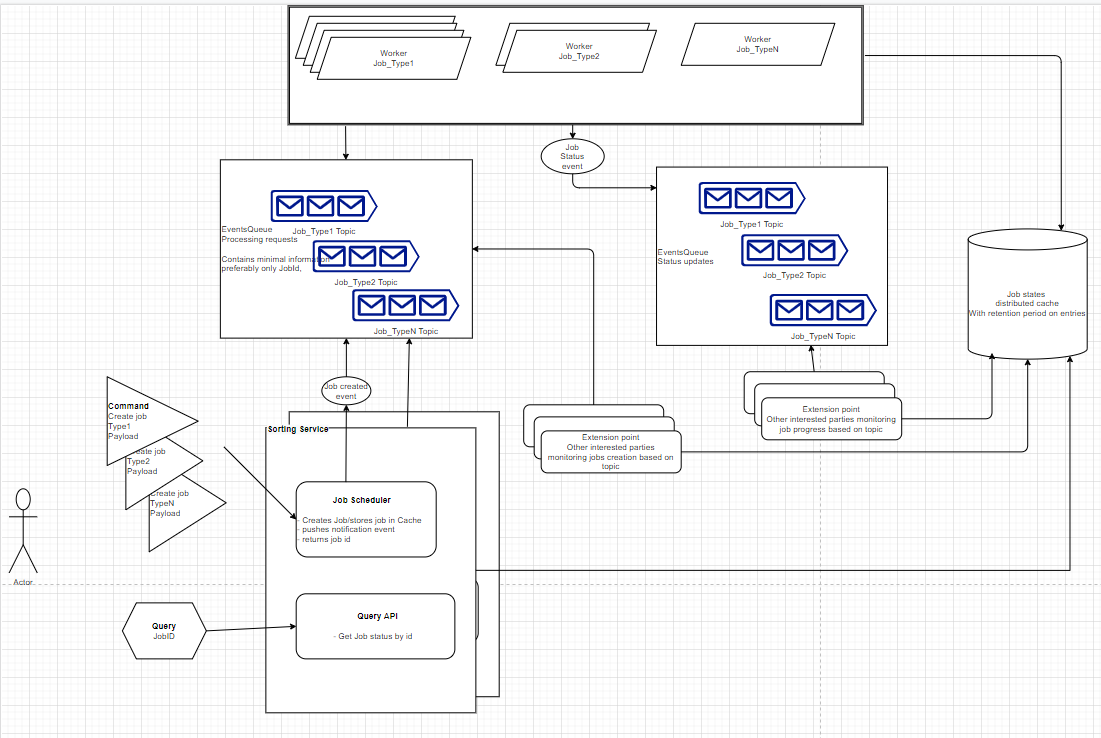 Worker
Job_Type1
Worker
Job_Type2
Worker
Job_TypeN
Job
Status
event
EventsQueue
Processing requests
Contains minimal information
preferably only JobId,
Job_Type1 Topic
Job_Type2 Topic
Job_TypeN Topic
EventsQueue
Status updates
Job_Type1 Topic
Job_Type2 Topic
Job_TypeN Topic
Job states
distributed cache
With retention period on entries
Job created
event
Extension point
Other interested parties
monitoring jobs creation based on
topic
Extension point
Other interested parties monitoring
job progress based on topic
Command
Create job
Type1
Payload
eate job
Type2
Payload
Create job
TypeN
Payload
Actor
Sorting Service
Job Scheduler
- Creates Job/stores job in Cache
- pushes notification event
- returns job id
Query
JobID
Query API
- Get Job status by id